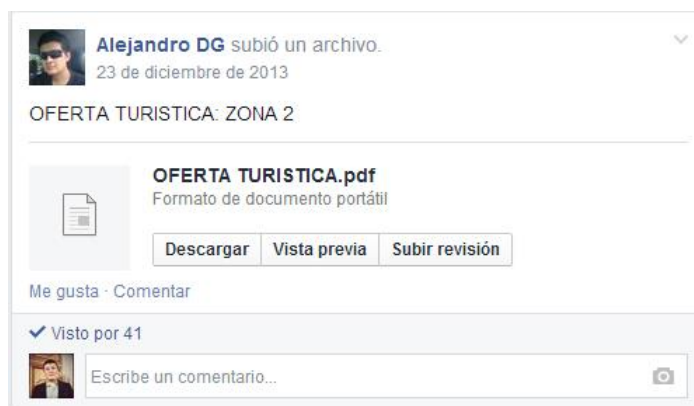 Alejandro DG subió un archivo.
23 de diciembre de 2013
OFERTA TURISTICA: ZONA 2
OFERTA TURISTICA.pdf
Formato de documento portátil
Descargar Vista previa Subir revisión
Me gusta · Comentar
Visto por 41
Escribe un comentario...